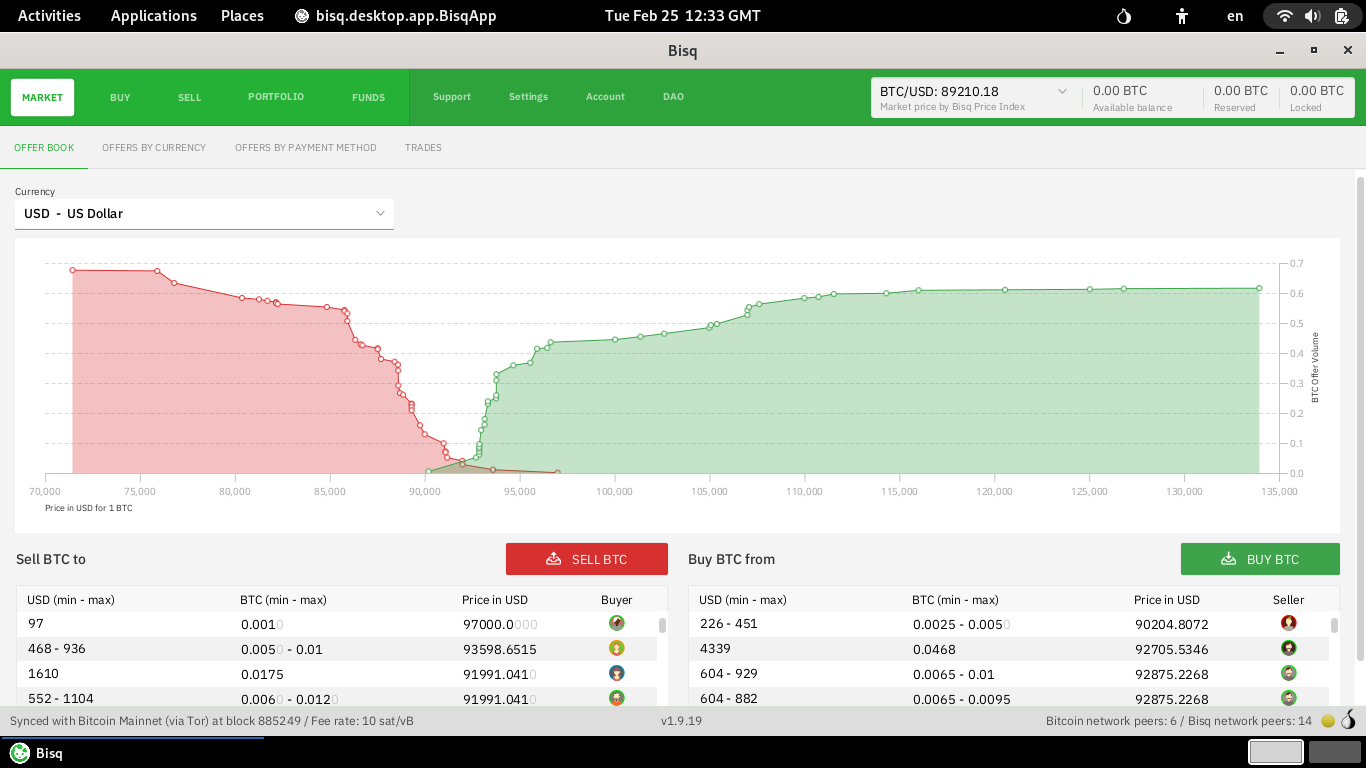 Activities Applications Places bisq.desktop.app.BisqApp Tue Feb 25 12:33 GMT en
Bisq
MARKET BUY SELL PORTFOLIO FUNDS Support Settings Account DAO
BTC/USD: 89210.18 0.00 BTC 0.00 BTC 0.00 BTC
Market price by Bisq Price Index Available balance Reserved Locked
OFFER BOOK OFFERS BY CURRENCY OFFERS BY PAYMENT METHOD TRADES
Currency
USD - US Dollar
0.7
0.6
0.5
0.4
0.3
0.2
0.1
0.0
BTC Offer Volume
70,000 75,000 80,000 85,000 90,000 95,000 100,000 105,000 110,000 115,000 120,000 125,000 130,000 135,000
Price in USD for 1 BTC
Sell BTC to SELL BTC
USD (min - max) BTC (min - max) Price in USD Buyer
97 0.0010 97000.0000
468 - 936 0.0050 - 0.01 93598.6515
1610 0.0175 91991.0410
552 - 1104 0.0060 - 0.0120 91991.0410
Buy BTC from BUY BTC
USD (min - max) BTC (min - max) Price in USD Seller
226 - 451 0.0025 - 0.0050 90204.8072
4339 0.0468 92705.5346
604 - 929 0.0065 - 0.01 92875.2268
604 - 882 0.0065 - 0.0095 92875.2268
Synced with Bitcoin Mainnet (via Tor) at block 885249 / Fee rate: 10 sat/vB v1.9.19 Bitcoin network peers: 6 / Bisq network peers: 14
Bisq